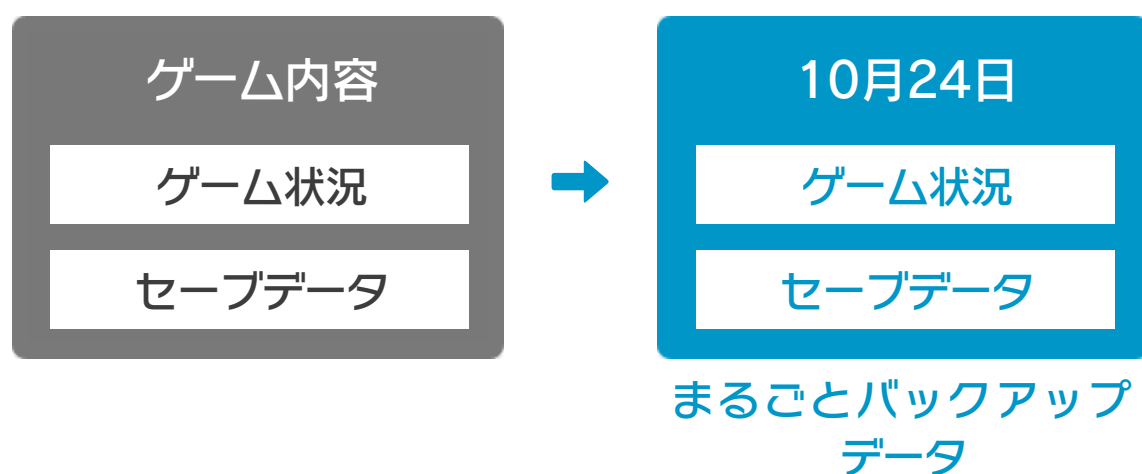 ゲーム内容
ゲーム状況
セーブデータ
10月24日
ゲーム状況
セーブデータ
まるごとバックアップ
データ